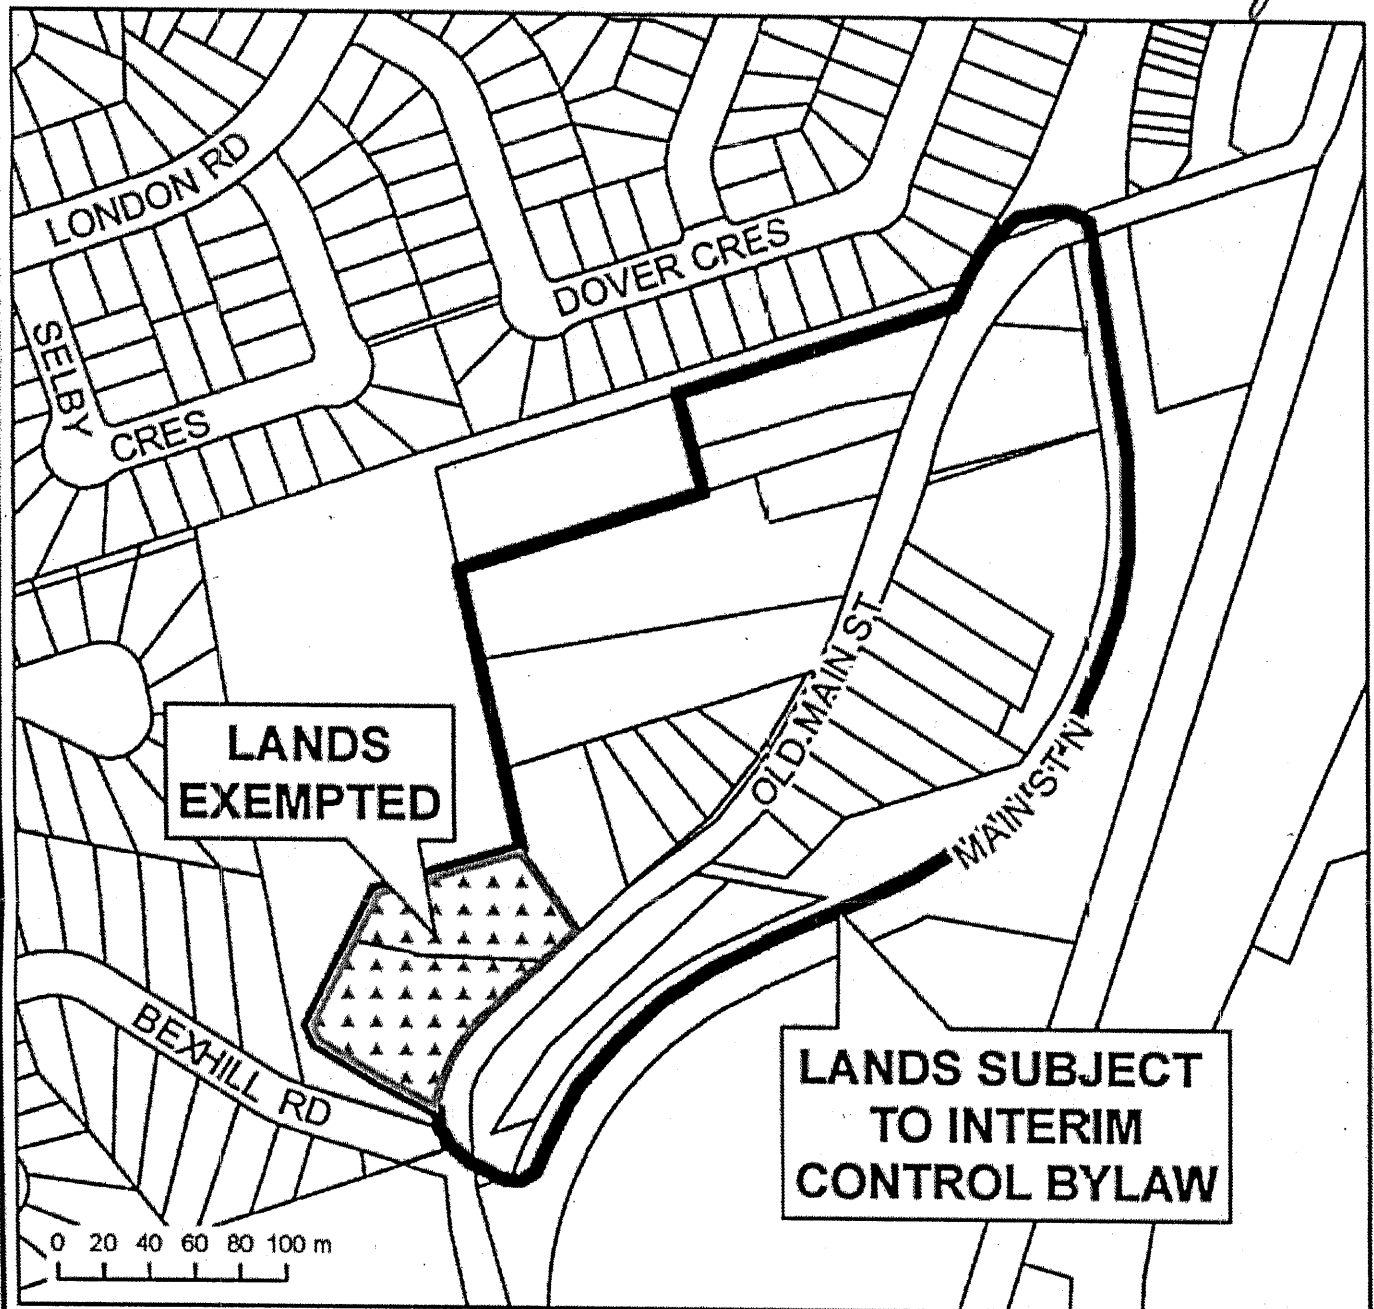 LONDON RD
DOVER CRES
SELBY
CRES
OLD MAIN ST
LANDS
EXEMPTED
MAIN ST N
BEXHILL RD
LANDS SUBJECT
TO INTERIM
CONTROL BYLAW
0 20 40 60 80 100 m